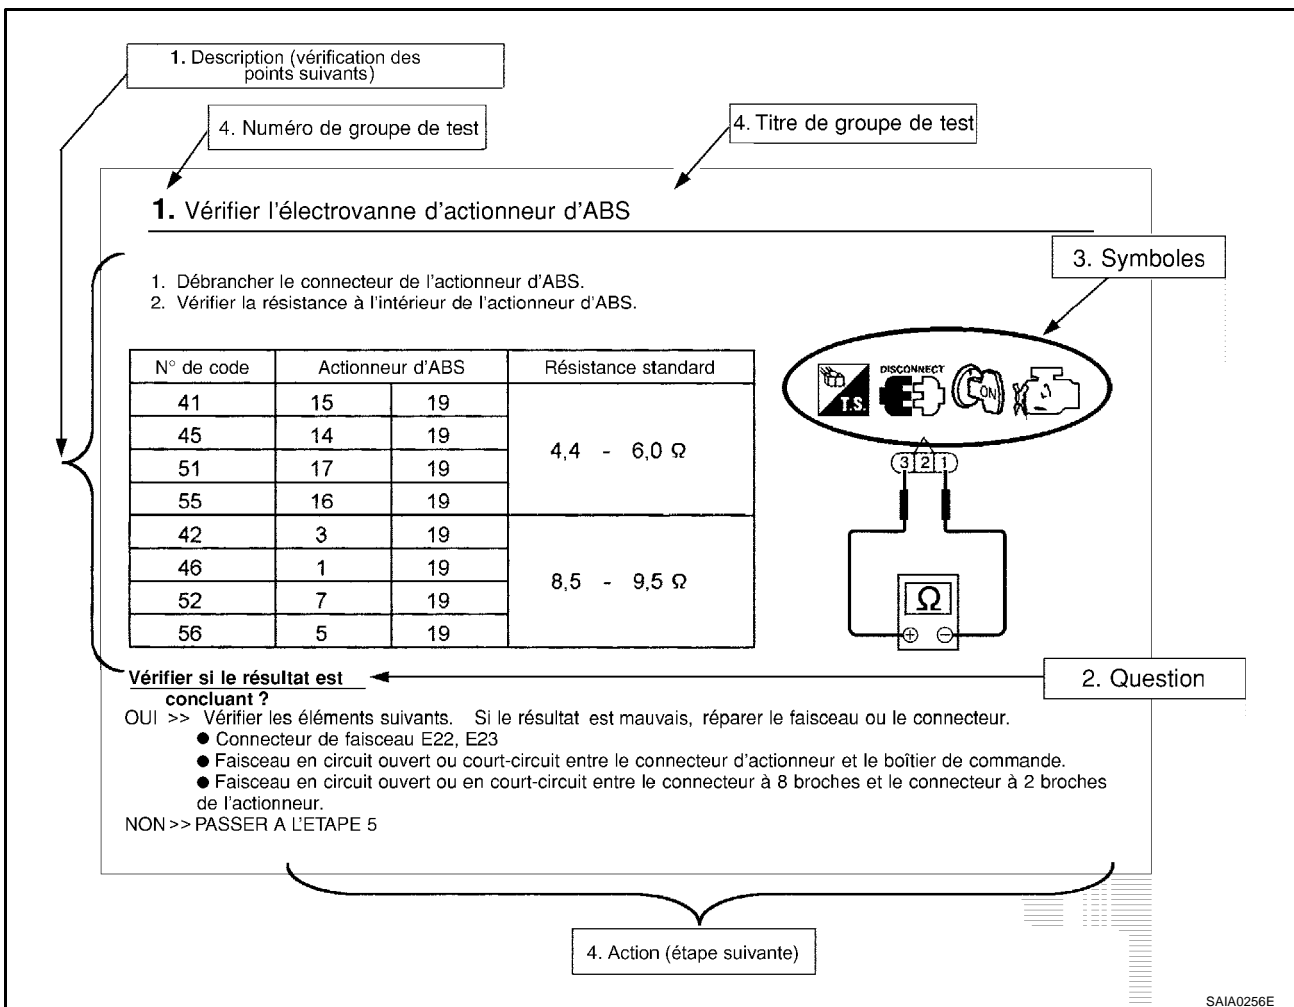 1. Description (vérification des
points suivants)
4. Numéro de groupe de test
4. Titre de groupe de test
1. Vérifier l'électrovanne d'actionneur d'ABS
3. Symboles
1. Débrancher le connecteur de l'actionneur d'ABS.
2. Vérifier la résistance à l'intérieur de l'actionneur d'ABS.
N° de code Actionneur d'ABS Résistance standard
41 15 19
45 14 19
4,4 - 6,0 Ω
51 17 19
55 16 19
42 3 19
46 1 19
8,5 - 9,5 Ω
52 7 19
56 5 19
T.S.
DISCONNECT
ON
3 2 1
Ω
+ -
Vérifier si le résultat est
concluant ?
2. Question
OUI >> Vérifier les éléments suivants. Si le résultat est mauvais, réparer le faisceau ou le connecteur.
● Connecteur de faisceau E22, E23
● Faisceau en circuit ouvert ou court-circuit entre le connecteur d'actionneur et le boîtier de commande.
● Faisceau en circuit ouvert ou en court-circuit entre le connecteur à 8 broches et le connecteur à 2 broches
de l'actionneur.
NON >> PASSER A L'ETAPE 5
4. Action (étape suivante)
SAIA0256E